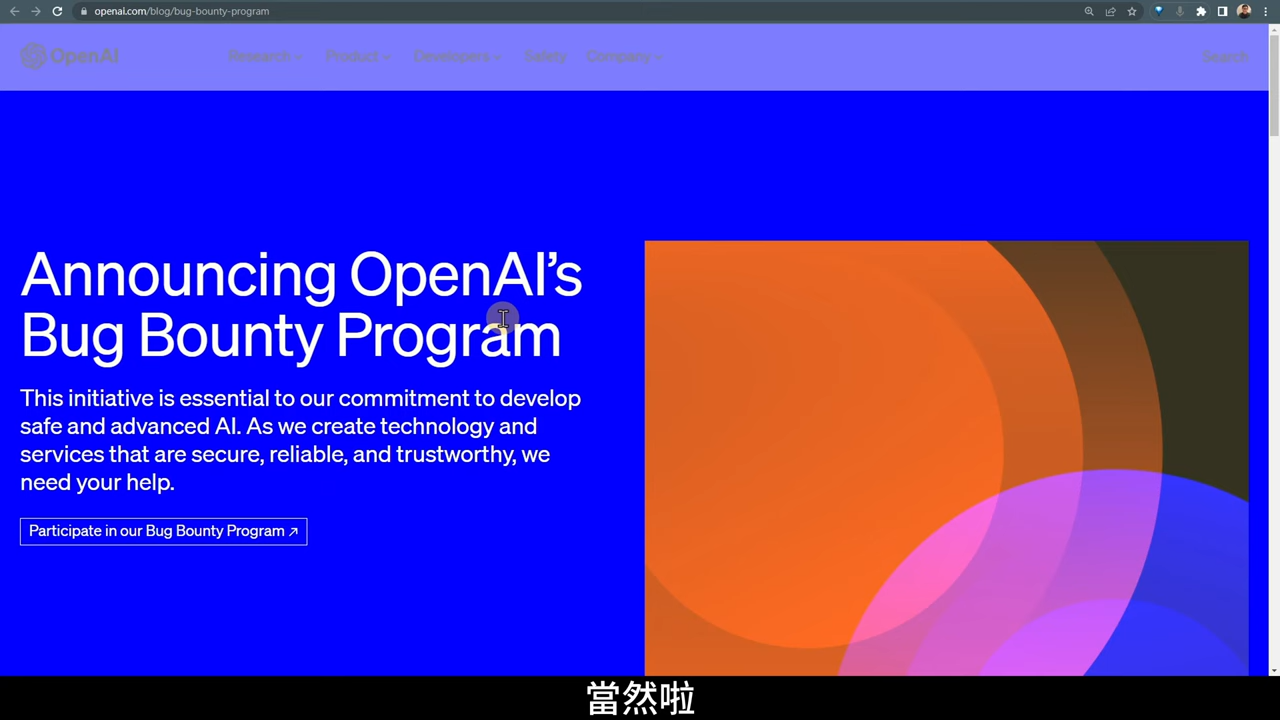 openai.com/blog/bug-bounty-program
OpenAI Research Product Developers Safety Company Search
Announcing OpenAI’s
Bug Bounty Program
This initiative is essential to our commitment to develop
safe and advanced AI. As we create technology and
services that are secure, reliable, and trustworthy, we
need your help.
Participate in our Bug Bounty Program ↗
當然啦